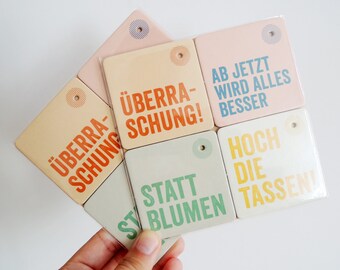 ÜBERRA-
SCHUNG!
AB JETZT
WIRD ALLES
BESSER
STATT
BLUMEN
HOCH
DIE
TASSEN!
ÜBERRA-
SCHUNG!